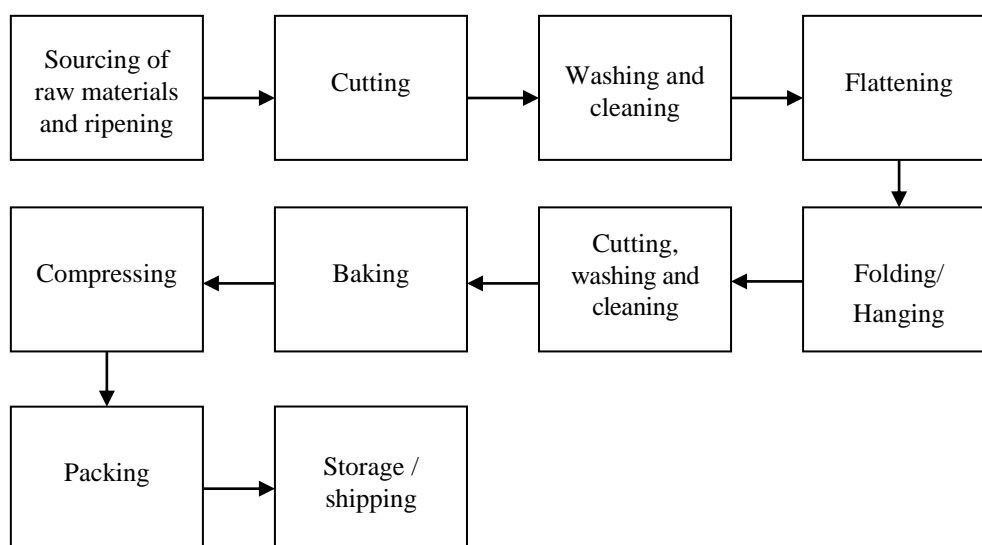 Sourcing of
raw materials
and ripening
Cutting
Washing and
cleaning
Flattening
Folding/
Hanging
Cutting,
washing and
cleaning
Baking
Compressing
Packing
Storage /
shipping